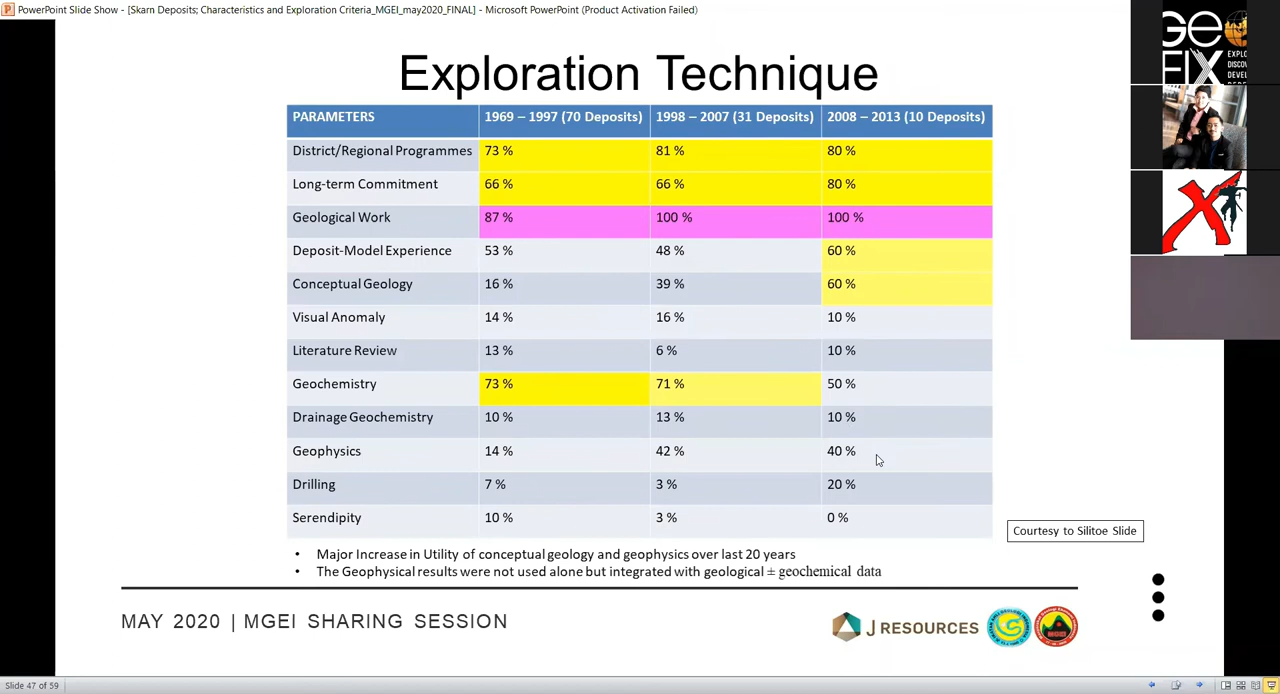 PowerPoint Slide Show - [Skarn Deposits; Characteristics and Exploration Criteria_MGEI_may2020_FINAL] - Microsoft PowerPoint (Product Activation Failed)
Exploration Technique
PARAMETERS 1969 – 1997 (70 Deposits) 1998 – 2007 (31 Deposits) 2008 – 2013 (10 Deposits)
District/Regional Programmes 73 % 81 % 80 %
Long-term Commitment 66 % 66 % 80 %
Geological Work 87 % 100 % 100 %
Deposit-Model Experience 53 % 48 % 60 %
Conceptual Geology 16 % 39 % 60 %
Visual Anomaly 14 % 16 % 10 %
Literature Review 13 % 6 % 10 %
Geochemistry 73 % 71 % 50 %
Drainage Geochemistry 10 % 13 % 10 %
Geophysics 14 % 42 % 40 %
Drilling 7 % 3 % 20 %
Serendipity 10 % 3 % 0 %
Courtesy to Silitoe Slide
• Major Increase in Utility of conceptual geology and geophysics over last 20 years
• The Geophysical results were not used alone but integrated with geological ± geochemical data
MAY 2020 | MGEI SHARING SESSION
J RESOURCES
MGEI
Slide 47 of 59
GEO
FIX